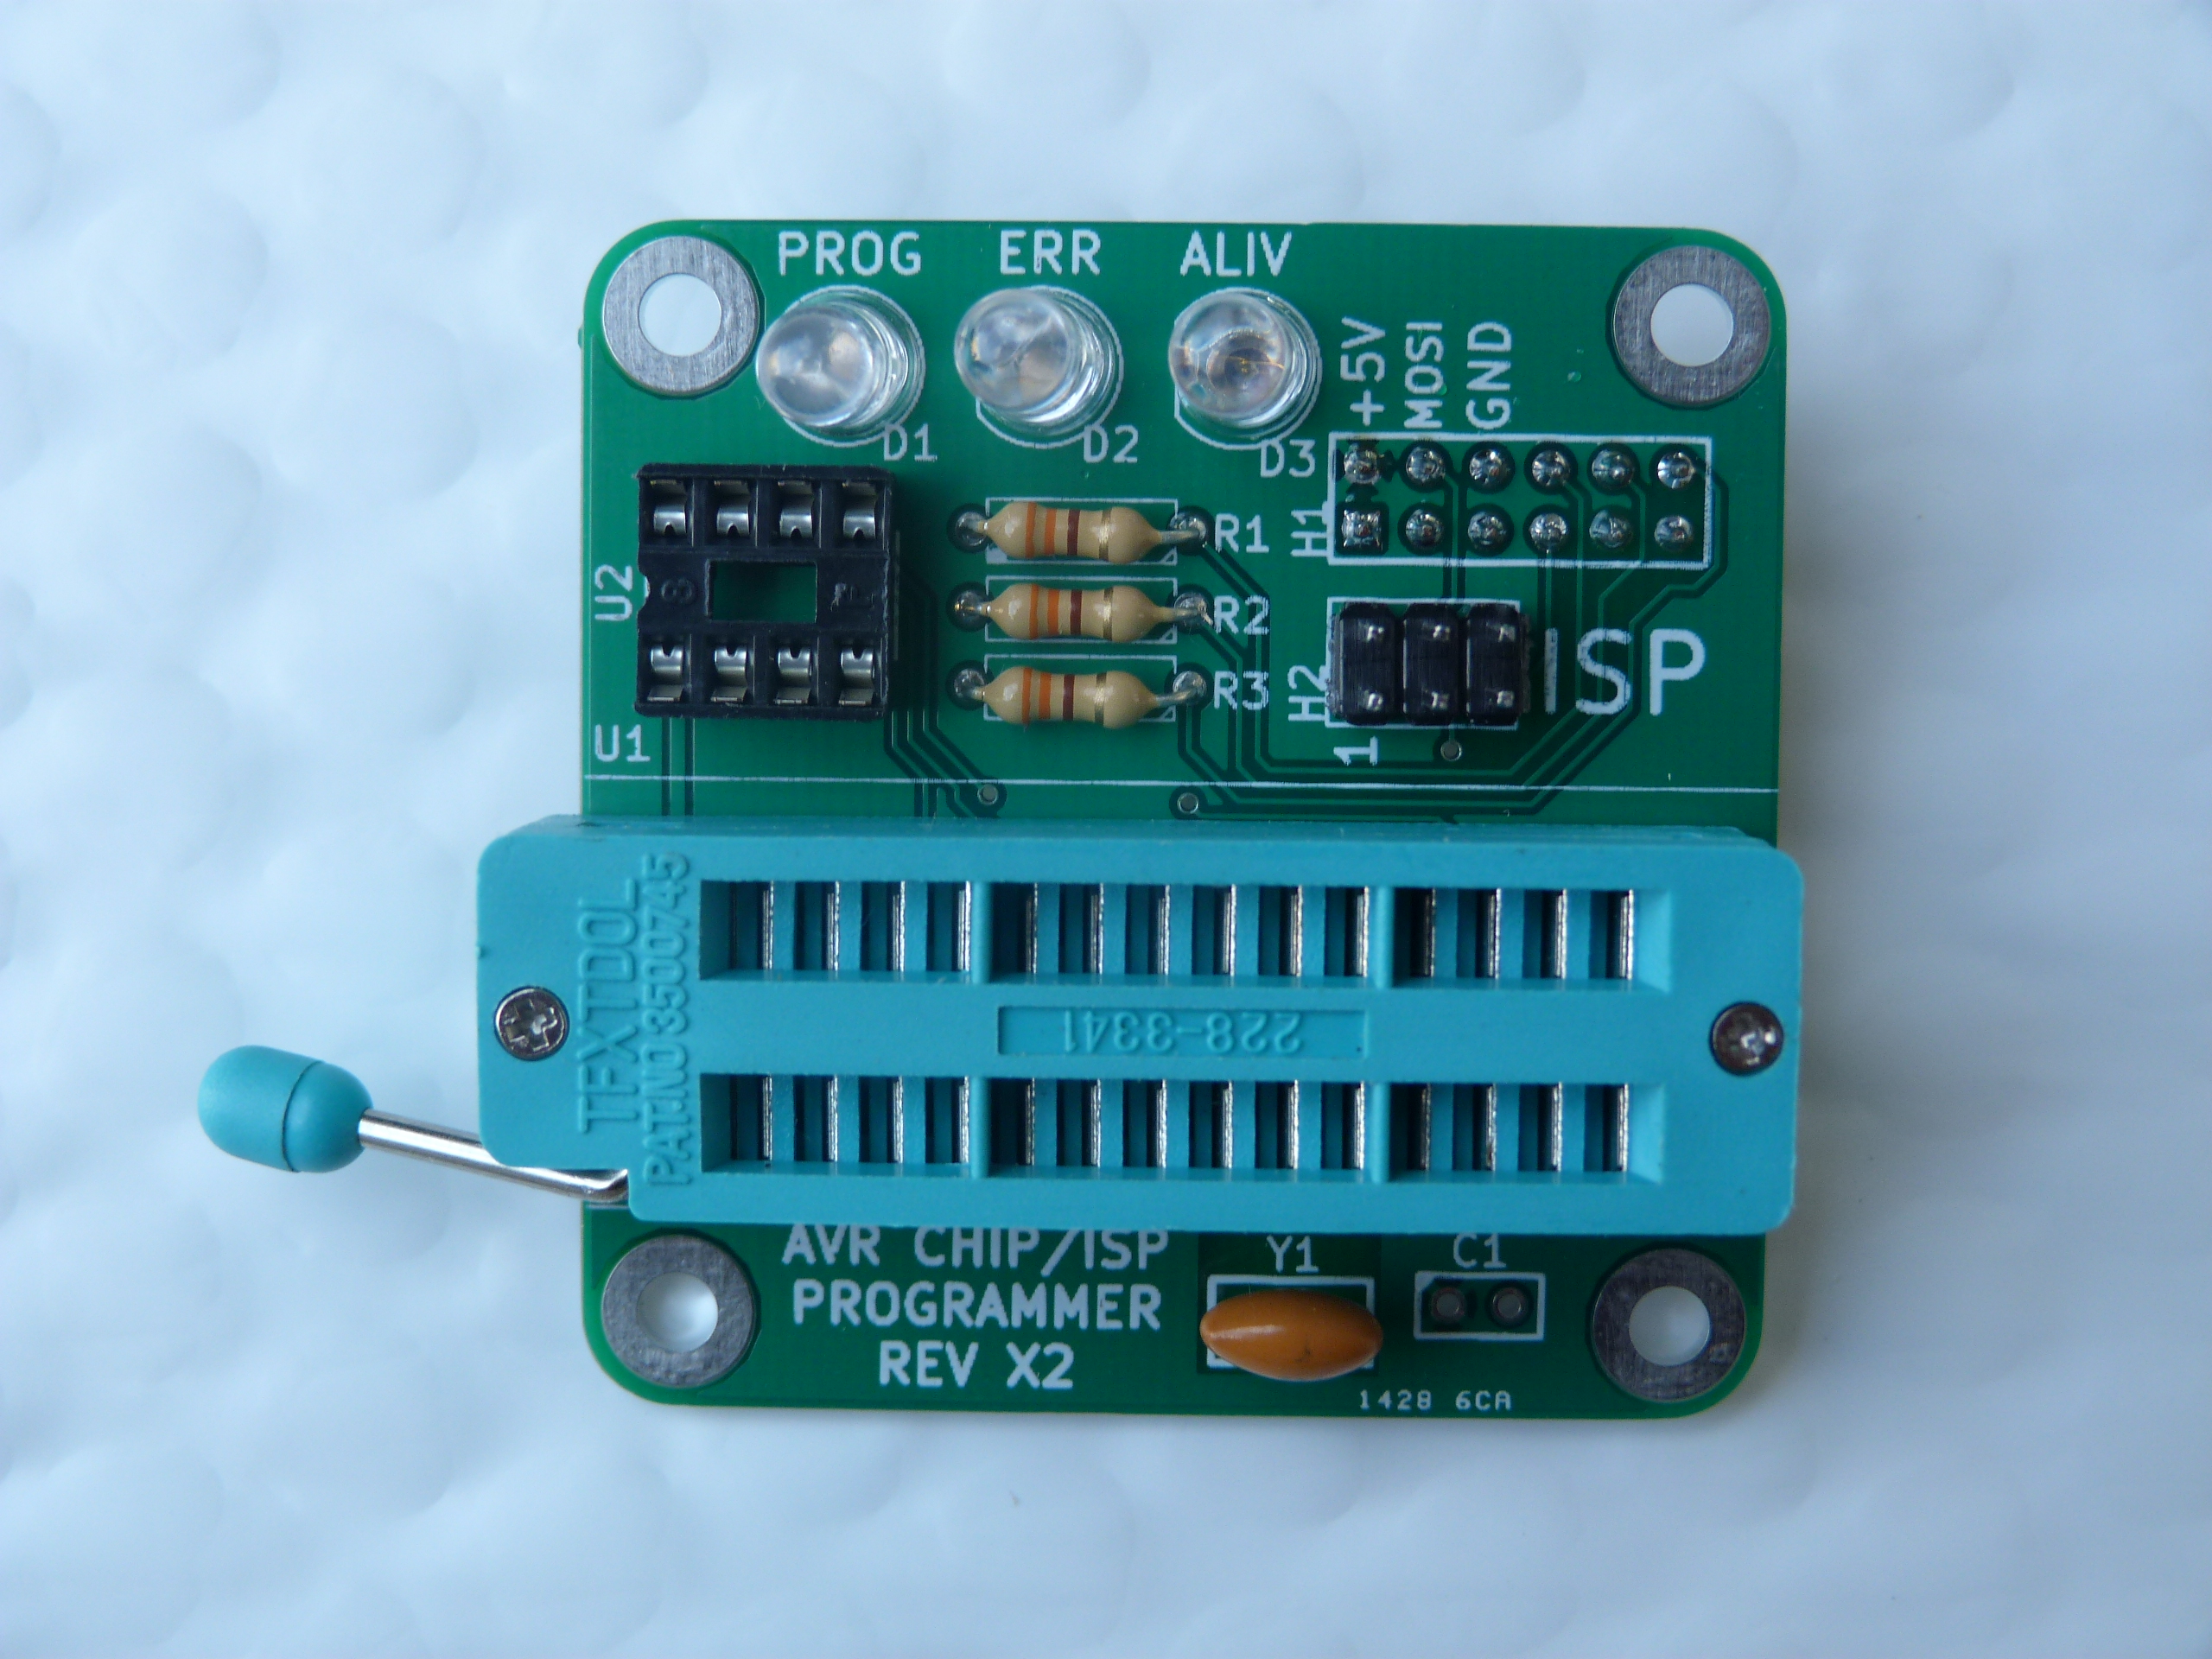 PROG ERR ALIV
+5V
MOSI
GND
D1 D2 D3
H1
R1
U2
R2
ISP
R3
H2
U1
1
TEXTOOL
PAT.NO 3500745
228-3341
AVR CHIP/ISP
PROGRAMMER
REV X2
Y1
C1
1428 6CA